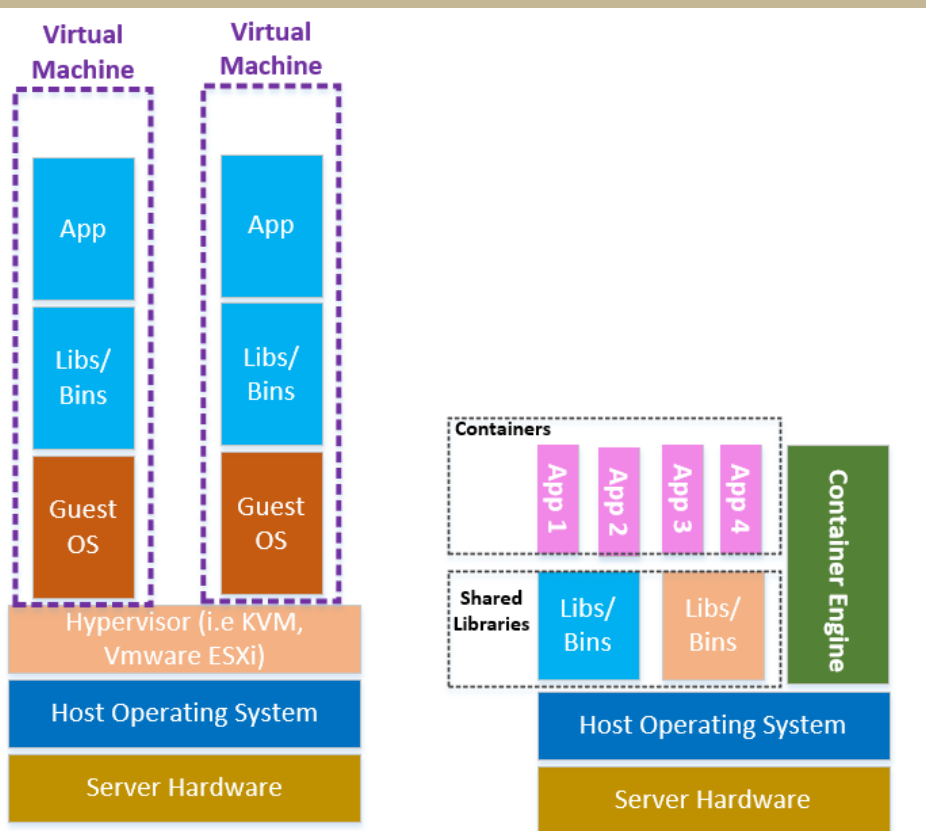 Virtual
Machine
Virtual
Machine
App
App
Libs/
Bins
Libs/
Bins
Guest
OS
Guest
OS
Hypervisor (i.e KVM,
Vmware ESXi)
Host Operating System
Server Hardware
Containers
App 1
App 2
App 3
App 4
Container Engine
Shared
Libraries
Libs/
Bins
Libs/
Bins
Host Operating System
Server Hardware